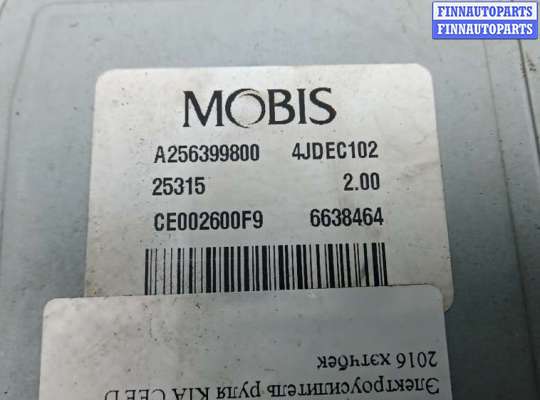 FINNAUTOPARTS
FINNAUTOPARTS
MOBIS
A256399800 4JDEC102
25315 2.00
CE002600F9 6638464
Электроусилитель руля KIA CEE'D
2016 хэтчбек